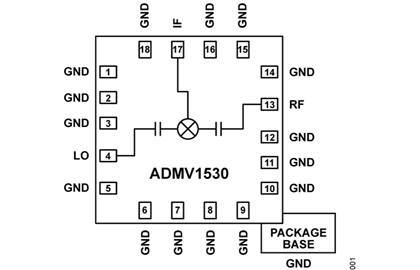 GND IF GND GND
18 17 16 15
GND 1 14 GND
GND 2
13 RF
GND 3
12 GND
LO 4
11 GND
ADMV1530
GND 5 10 GND
6 7 8 9
GND GND GND GND
PACKAGE
BASE
GND
001